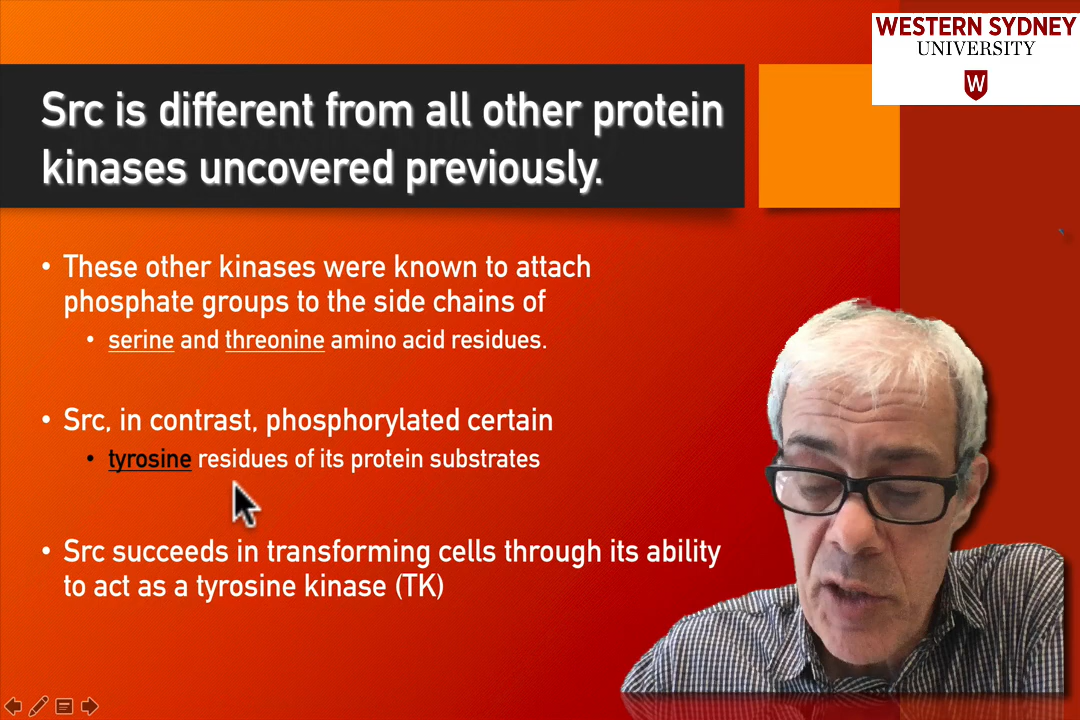 WESTERN SYDNEY
UNIVERSITY
W
Src is different from all other protein
kinases uncovered previously.
• These other kinases were known to attach
phosphate groups to the side chains of
• serine and threonine amino acid residues.
• Src, in contrast, phosphorylated certain
• tyrosine residues of its protein substrates
• Src succeeds in transforming cells through its ability
to act as a tyrosine kinase (TK)